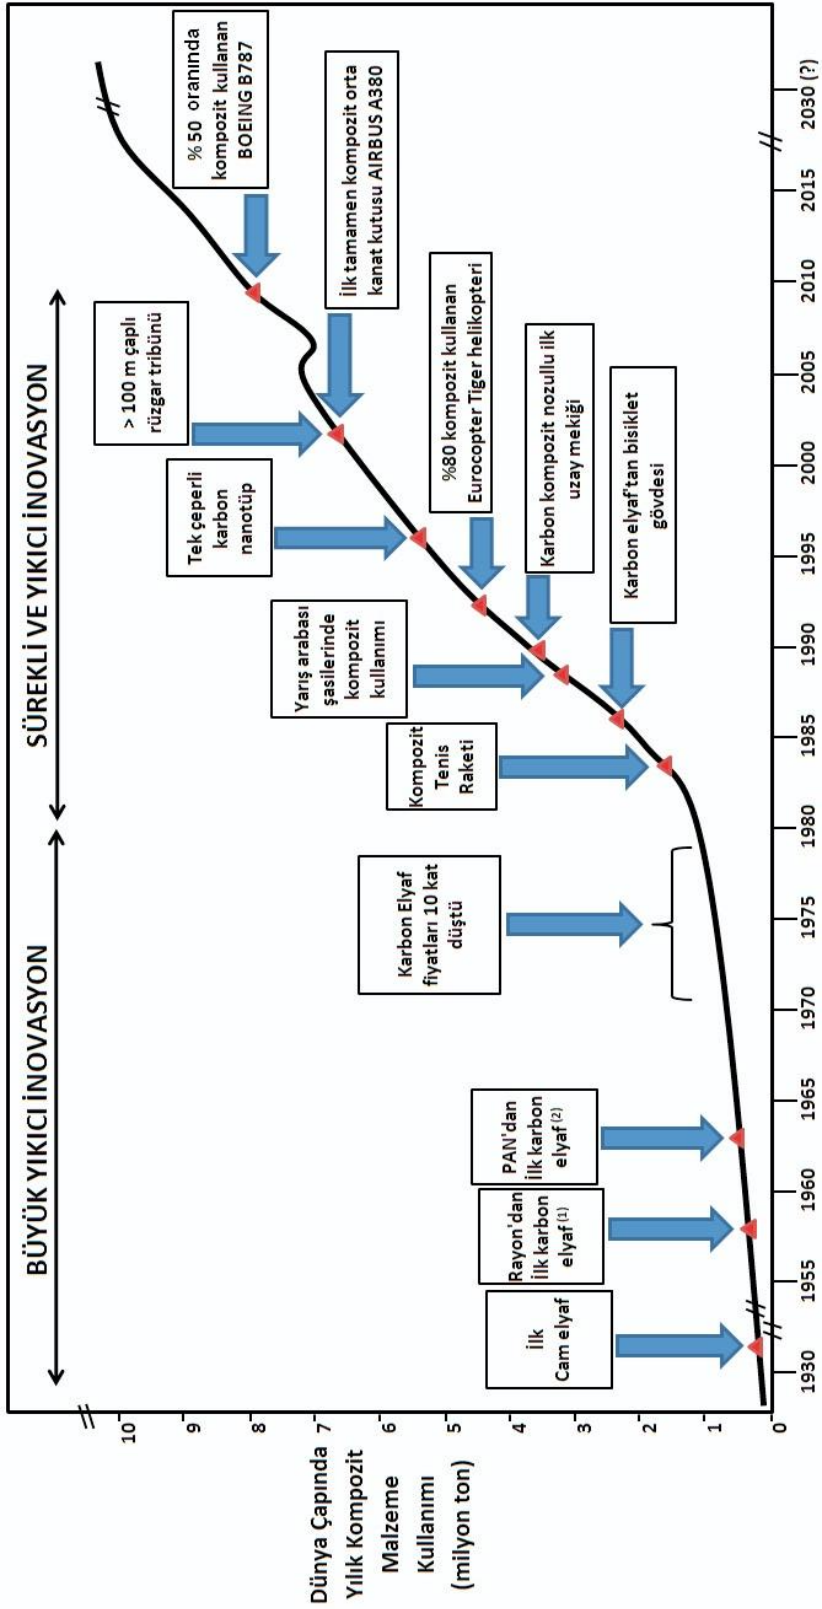 BÜYÜK YIKICI İNOVASYON
SÜREKLİ VE YIKICI İNOVASYON
Dünya Çapında
Yılık Kompozit
Malzeme
Kullanımı
(milyon ton)
10
9
8
7
6
5
4
3
2
1
0
İlk
Cam elyaf
Rayon'dan
İlk karbon
elyaf (1)
PAN'dan
İlk karbon
elyaf (2)
Karbon Elyaf
fiyatları 10 kat
düştü
Kompozit
Tenis
Raketi
Yarış arabası
şasilerinde
kompozit
kullanımı
Tek çeperli
karbon
nanotüp
> 100 m çaplı
rüzgar tribünü
%50 oranında
kompozit kullanan
BOEING B787
İlk tamamen kompozit orta
kanat kutusu AIRBUS A380
%80 kompozit kullanan
Eurocopter Tiger helikopteri
Karbon kompozit nozullu ilk
uzay mekiği
Karbon elyaf'tan bisiklet
gövdesi
1930
1955
1960
1965
1970
1975
1980
1985
1990
1995
2000
2005
2010
2015
2030 (?)